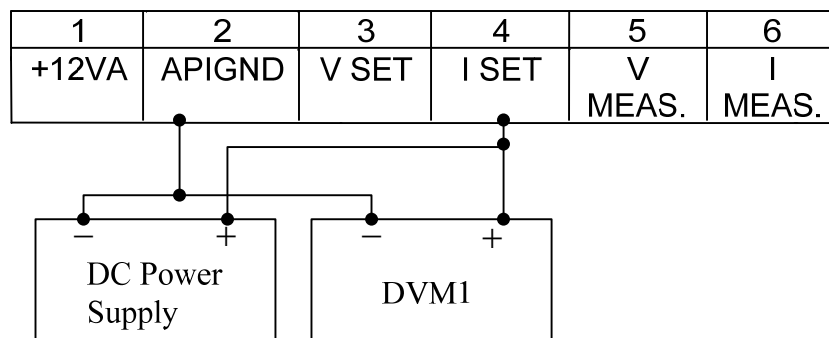 1 2 3 4 5 6
+12VA APIGND V SET I SET V I
MEAS. MEAS.
− + − +
DC Power DVM1
Supply